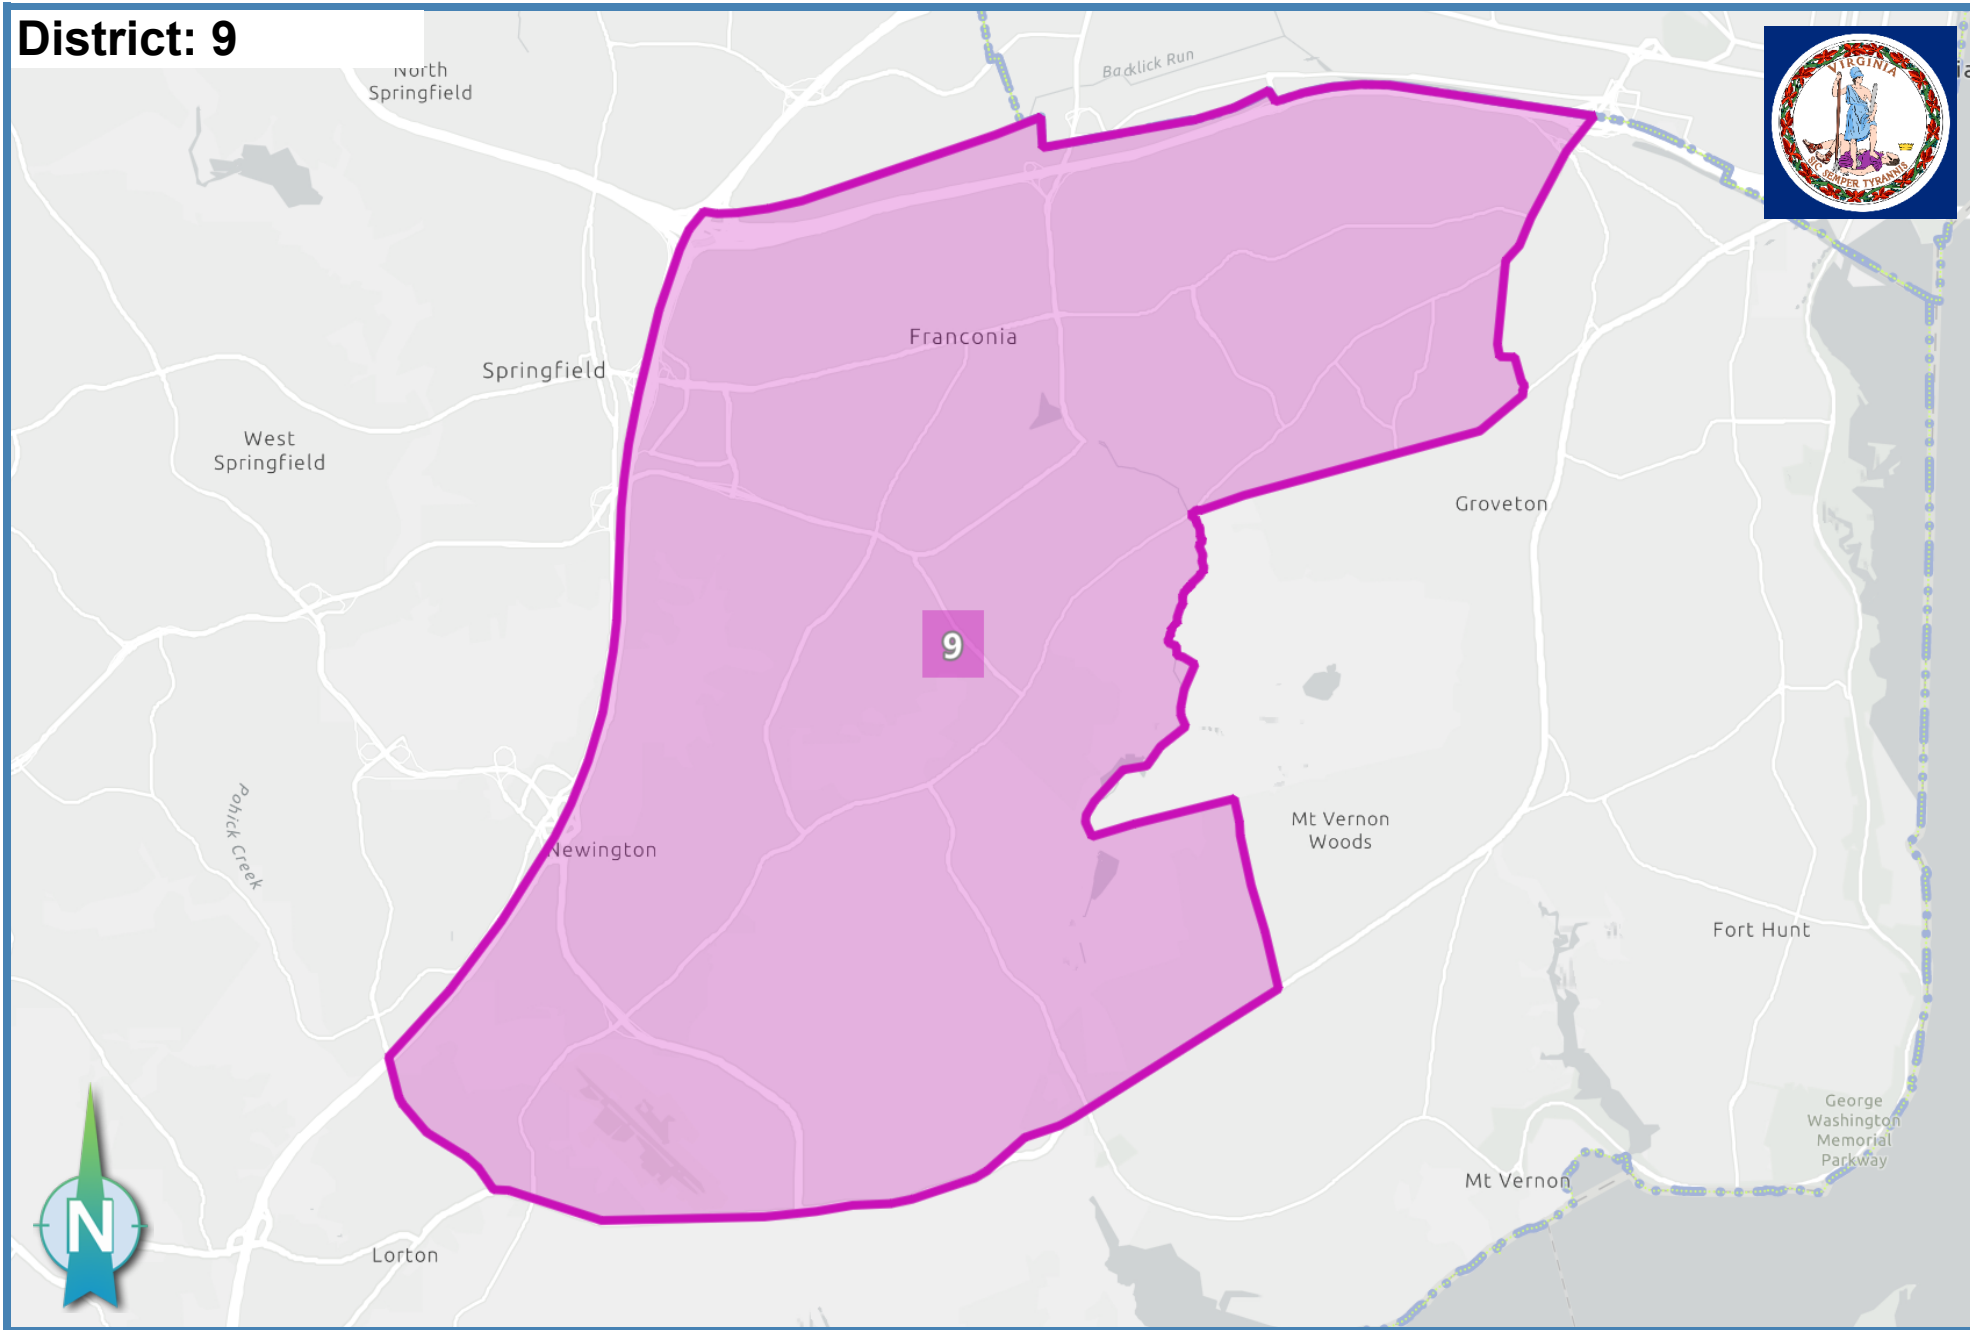 District: 9
North
Springfield
Backlick Run
VIRGINIA
SIC SEMPER TYRANNIS
Franconia
Springfield
West
Springfield
Groveton
9
Mt Vernon
Woods
Newington
Pohick Creek
Fort Hunt
George
Washington
Memorial
Parkway
Mt Vernon
Lorton
N